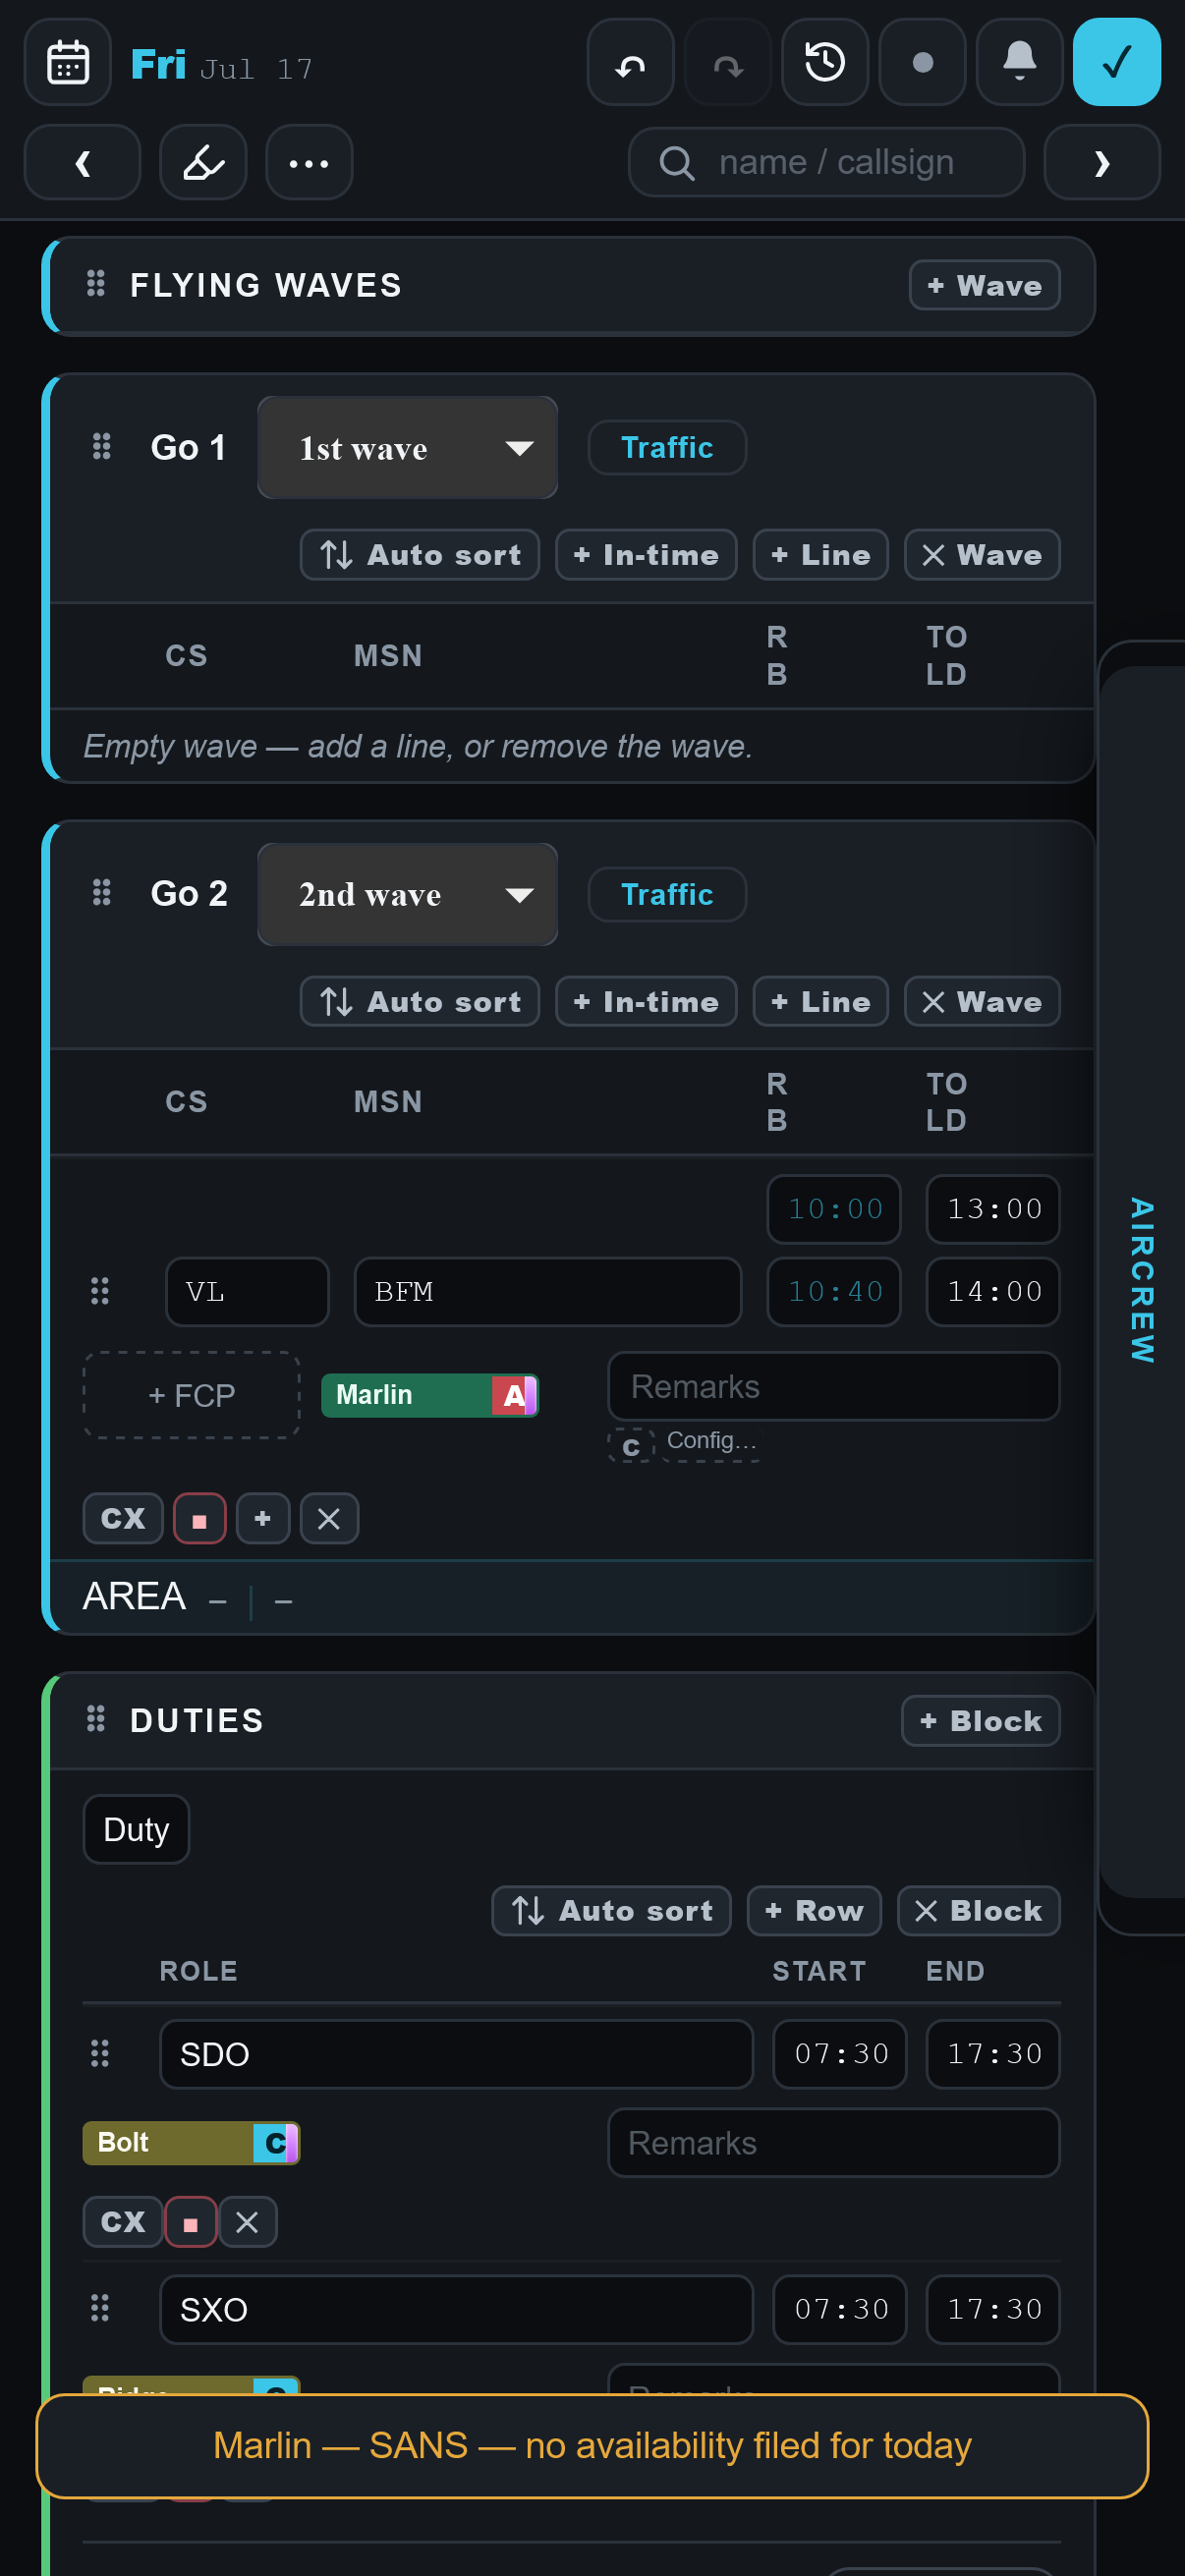 Fri Jul 17
name / callsign
FLYING WAVES
+ Wave
Go 1
1st wave
Traffic
Auto sort
+ In-time
+ Line
× Wave
CS
MSN
R
B
TO
LD
Empty wave — add a line, or remove the wave.
Go 2
2nd wave
Traffic
Auto sort
+ In-time
+ Line
× Wave
CS
MSN
R
B
TO
LD
10:00
13:00
VL
BFM
10:40
14:00
+ FCP
Marlin
A
Remarks
C
Config...
CX
+
×
AREA – | –
AIRCREW
DUTIES
+ Block
Duty
Auto sort
+ Row
× Block
ROLE
START
END
SDO
07:30
17:30
Bolt
C
Remarks
CX
×
SXO
07:30
17:30
Remarks
Marlin — SANS — no availability filed for today